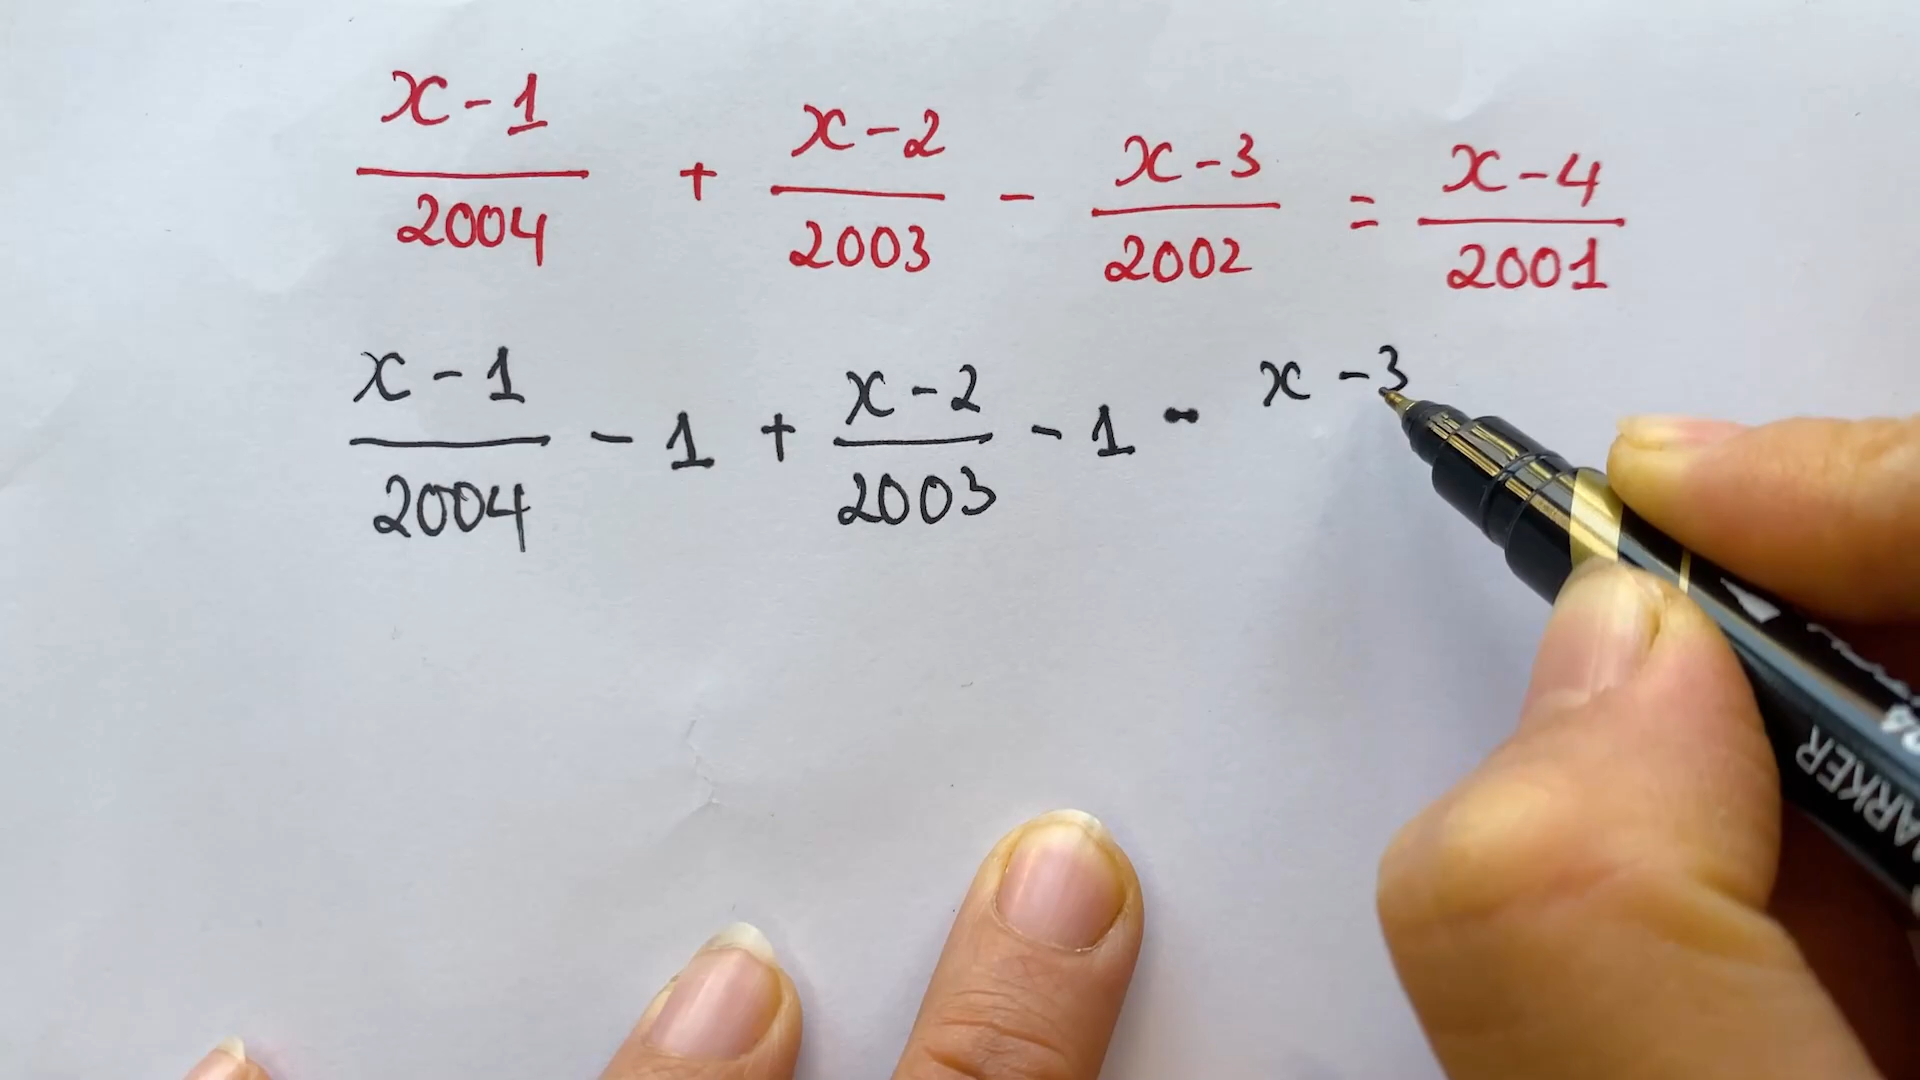 x-1/2004 + x-2/2003 - x-3/2002 = x-4/2001
x-1/2004 - 1 + x-2/2003 - 1 - x-3
MARKER